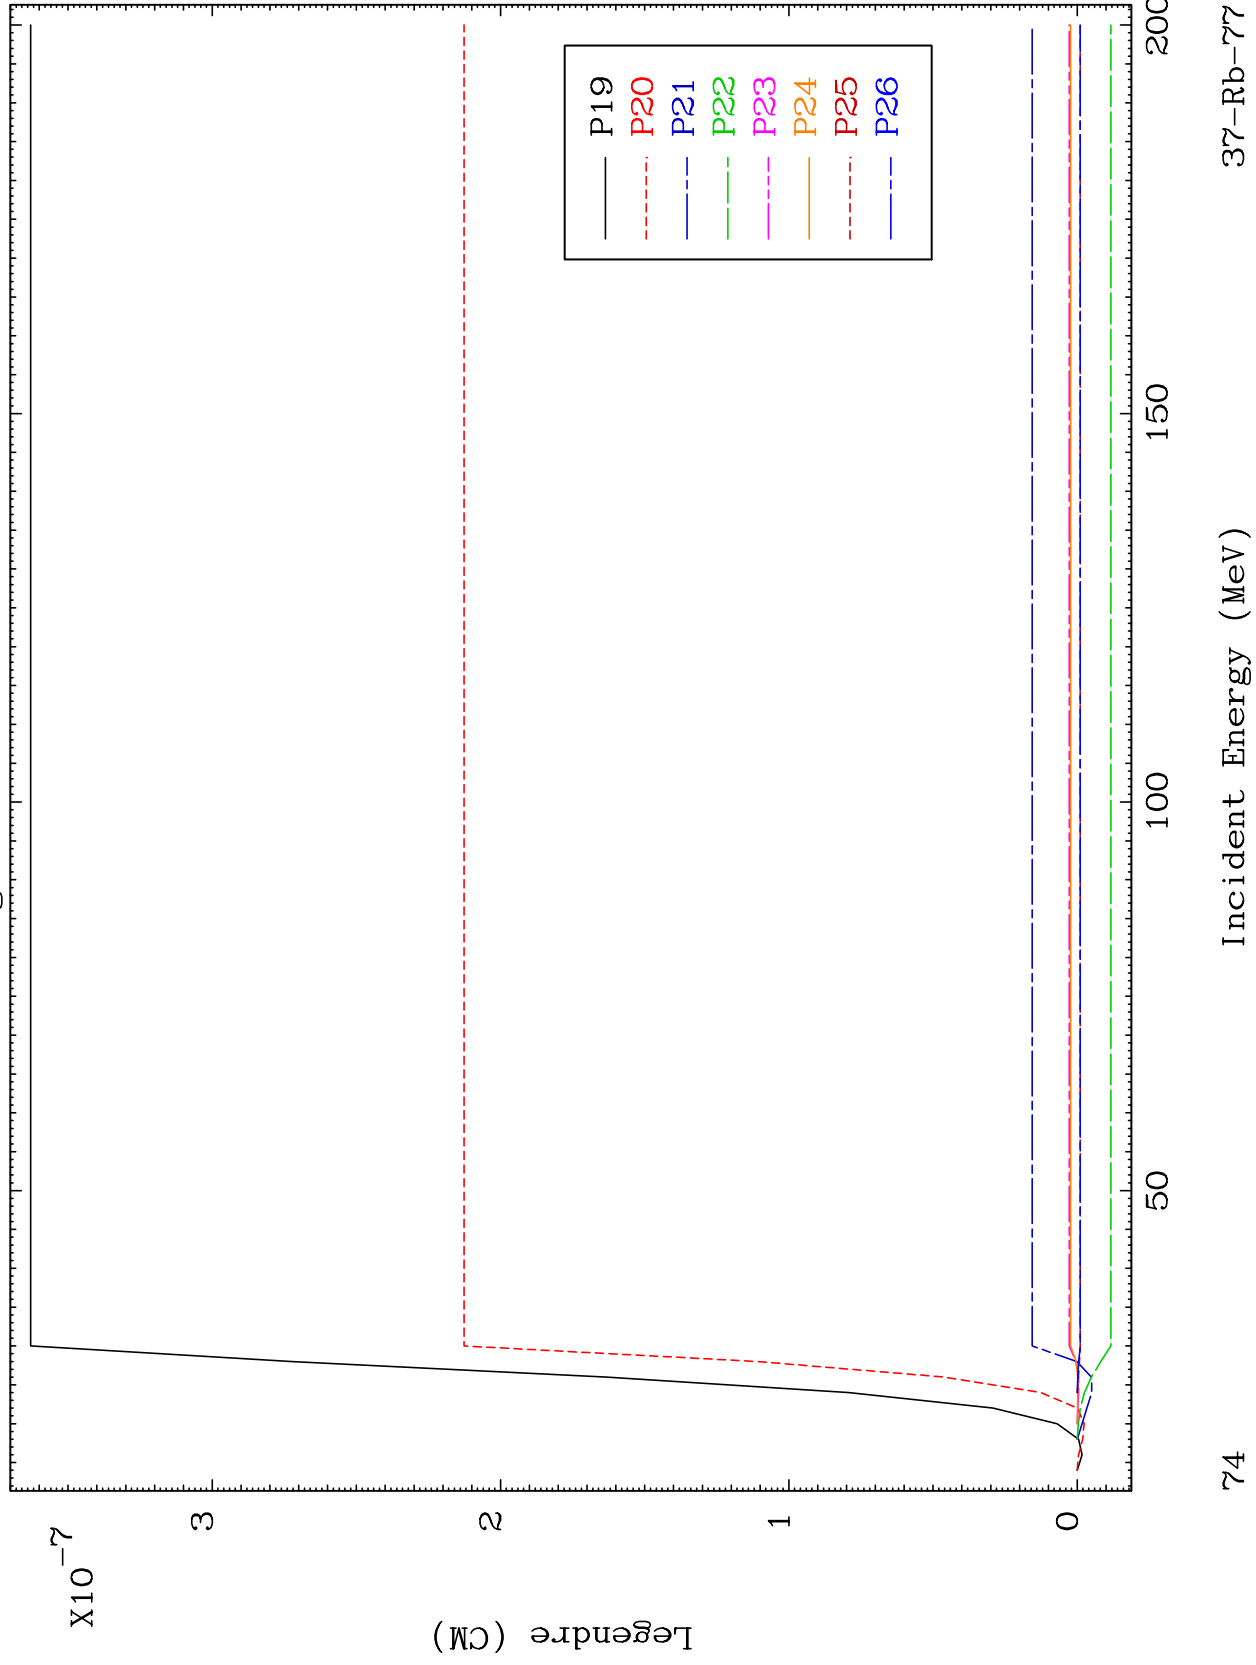 X10-7
Legendre (CM)
3
2
1
0
50
100
150
200
P19
P20
P21
P22
P23
P24
P25
P26
74
Incident Energy (MeV)
37-Rb-77